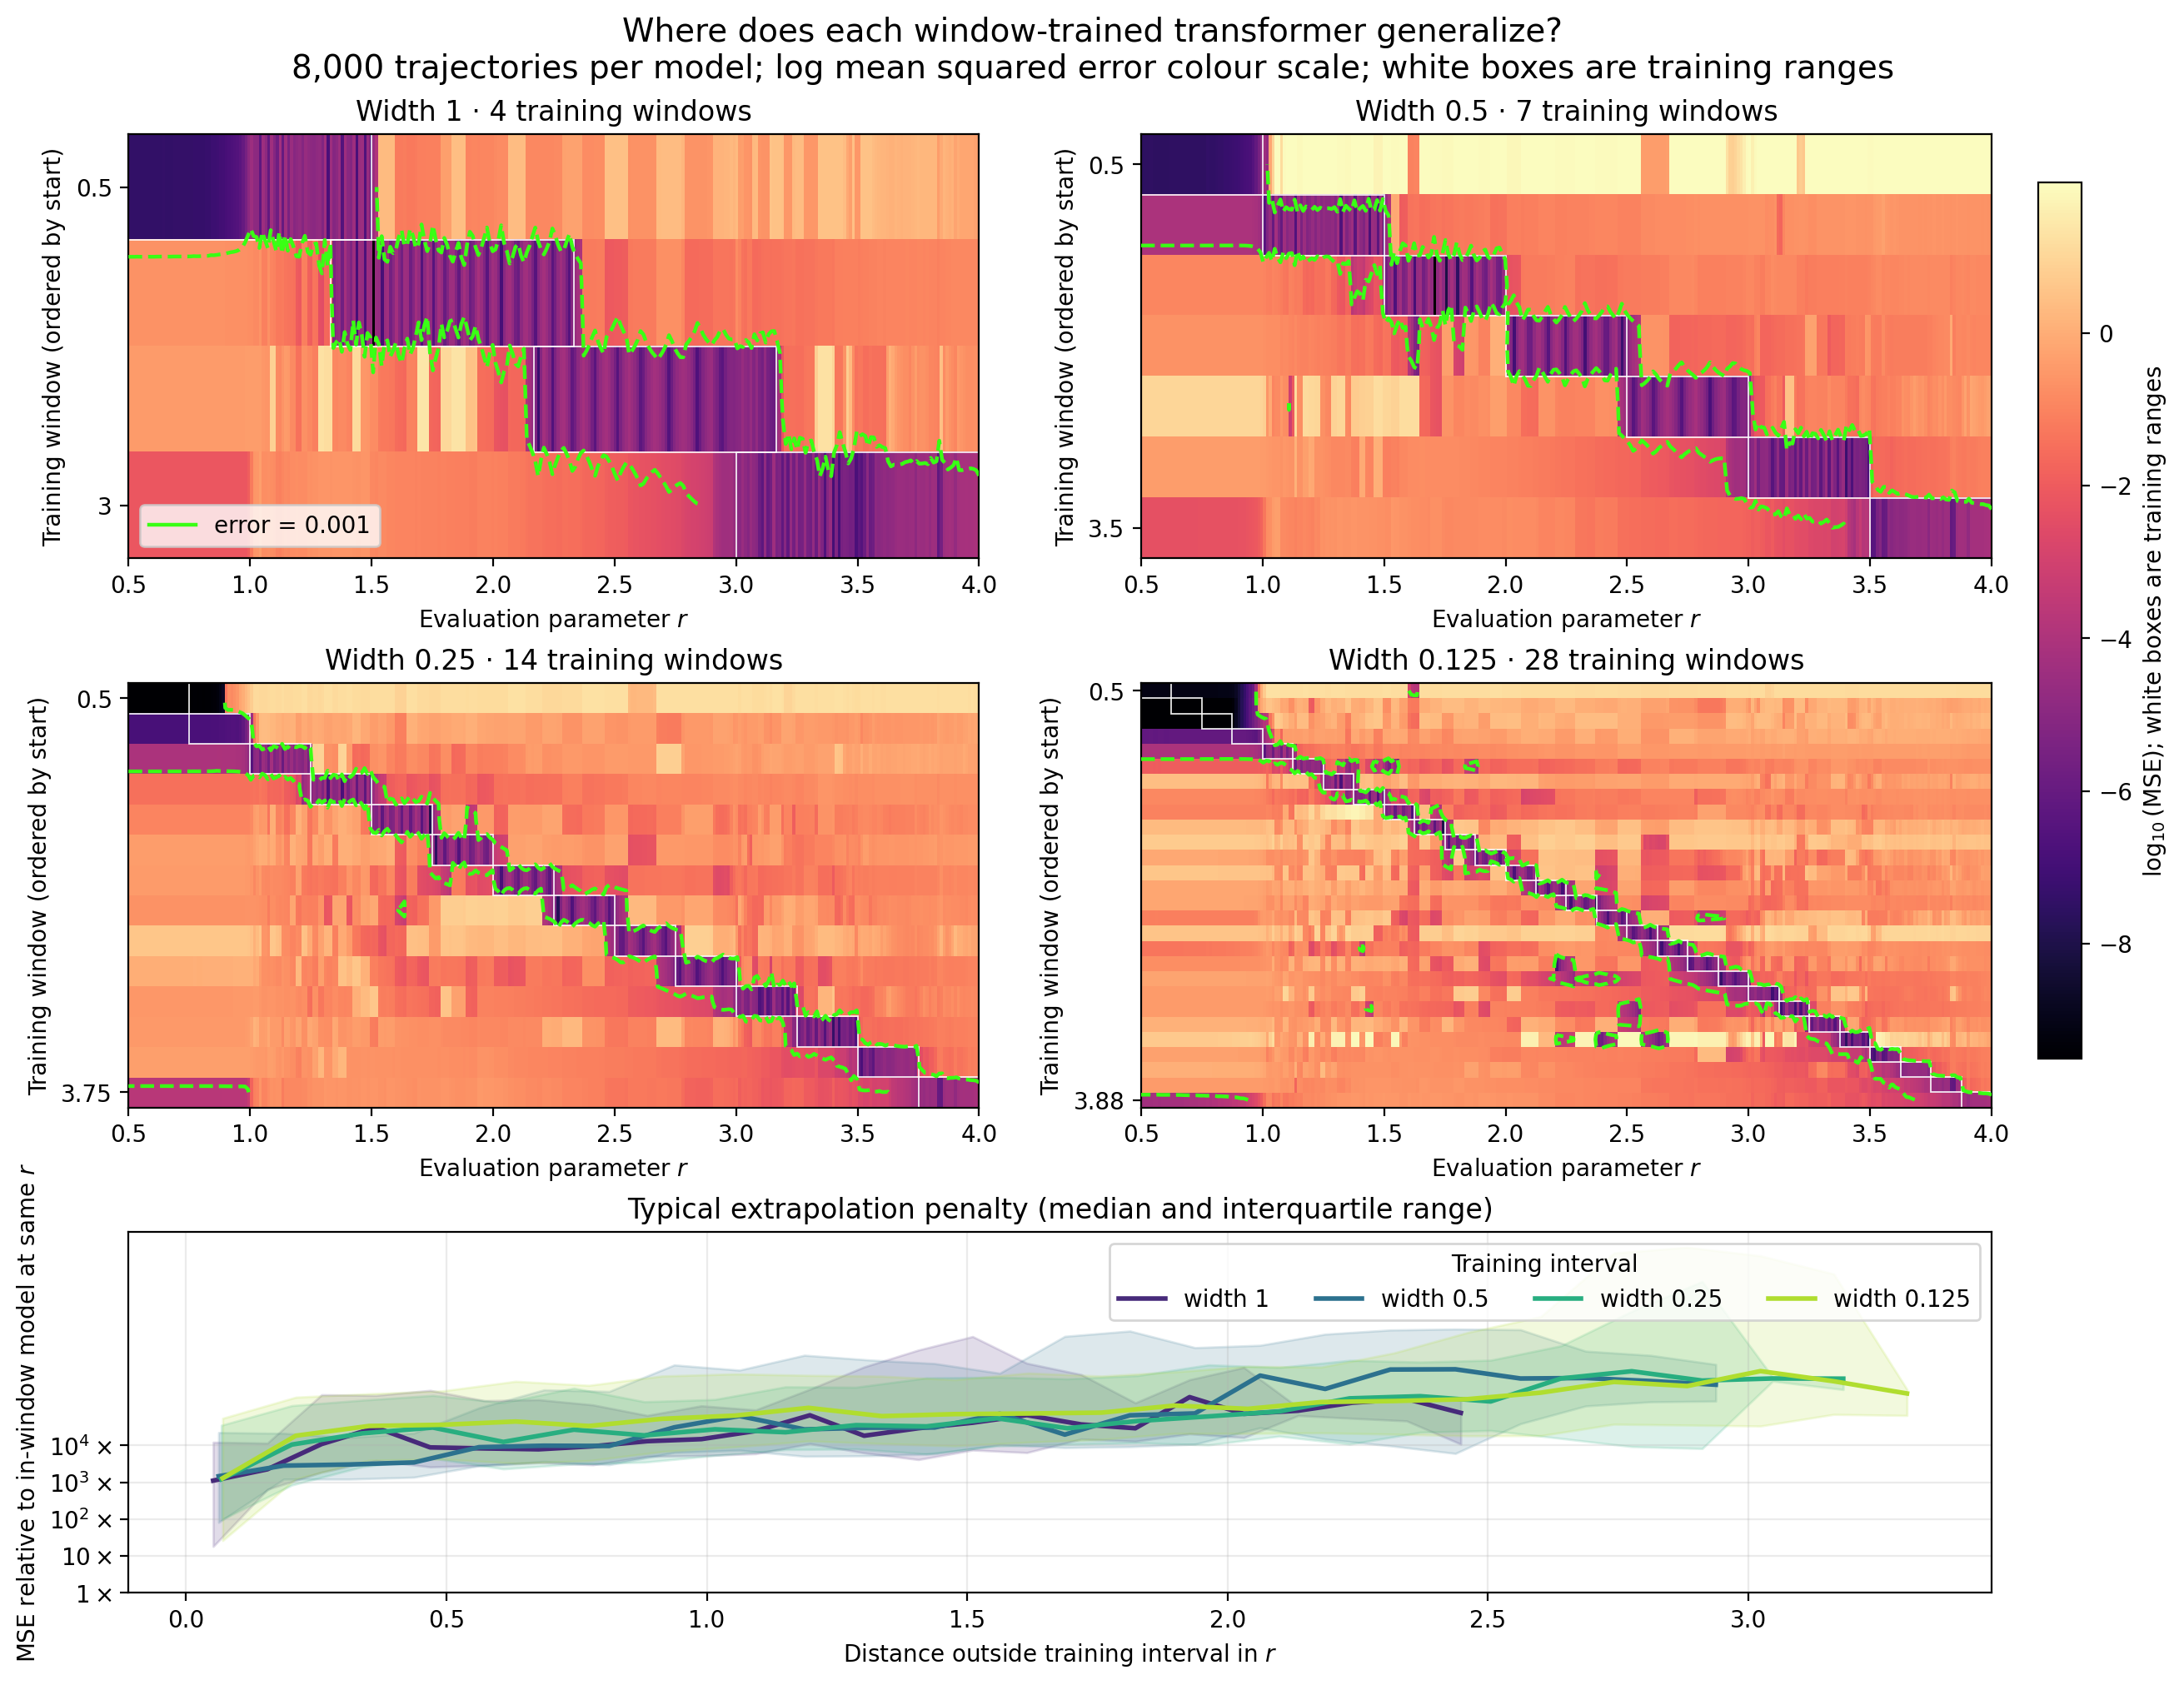 Where does each window-trained transformer generalize?
8,000 trajectories per model; log mean squared error colour scale; white boxes are training ranges
Width 1 · 4 training windows
Training window (ordered by start)
0.5
3
error = 0.001
0.5 1.0 1.5 2.0 2.5 3.0 3.5 4.0
Evaluation parameter r
Width 0.5 · 7 training windows
Training window (ordered by start)
0.5
3.5
0.5 1.0 1.5 2.0 2.5 3.0 3.5 4.0
Evaluation parameter r
Width 0.25 · 14 training windows
Training window (ordered by start)
0.5
3.75
0.5 1.0 1.5 2.0 2.5 3.0 3.5 4.0
Evaluation parameter r
Width 0.125 · 28 training windows
Training window (ordered by start)
0.5
3.88
0.5 1.0 1.5 2.0 2.5 3.0 3.5 4.0
Evaluation parameter r
0
−2
−4
−6
−8
log₁₀(MSE); white boxes are training ranges
Typical extrapolation penalty (median and interquartile range)
MSE relative to in-window model at same r
Training interval
width 1 width 0.5 width 0.25 width 0.125
10⁴ ×
10³ ×
10² ×
10 ×
1 ×
0.0 0.5 1.0 1.5 2.0 2.5 3.0
Distance outside training interval in r